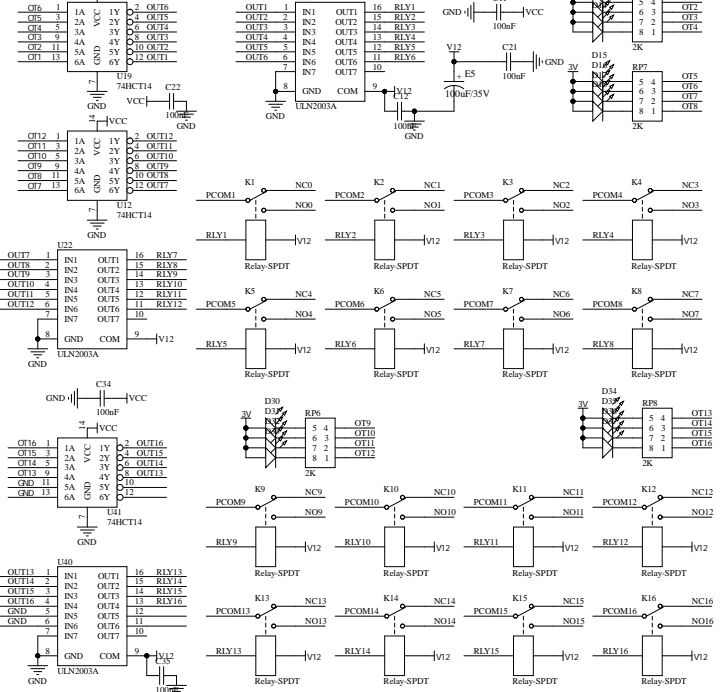 OT6 1 1A 1Y 2 OUT6
OT5 3 2A 2Y 4 OUT5
OT4 5 3A 3Y 6 OUT4
OT3 9 4A 4Y 8 OUT3
OT2 11 5A 5Y 10 OUT2
OT1 13 6A 6Y 12 OUT1
VCC GND
7
U19
74HCT14
GND
OUT1 1 IN1 OUT1 16 RLY1
OUT2 2 IN2 OUT2 15 RLY2
OUT3 3 IN3 OUT3 14 RLY3
OUT4 4 IN4 OUT4 13 RLY4
OUT5 5 IN5 OUT5 12 RLY5
OUT6 6 IN6 OUT6 11 RLY6
7 IN7 OUT7 10
8 GND COM 9 V12
ULN2003A
GND
C12
100nF
GND
C22
VCC
100nF
GND
GND VCC
100nF
V12
C21
GND
100nF
E5
100uF/35V
OT2
OT3
OT4
2K
D15
3V
RP7
5 4 OT5
6 3 OT6
7 2 OT7
8 1 OT8
2K
14 VCC
OT12 1 1A 1Y 2 OUT12
OT11 3 2A 2Y 4 OUT11
OT10 5 3A 3Y 6 OUT10
OT9 9 4A 4Y 8 OUT9
OT8 11 5A 5Y 10 OUT8
OT7 13 6A 6Y 12 OUT7
VCC GND
7
U12
74HCT14
GND
K1 K2 K3 K4
PCOM1 NC0 PCOM2 NC1 PCOM3 NC2 PCOM4 NC3
NO0 NO1 NO2 NO3
RLY1 V12 RLY2 V12 RLY3 V12 RLY4 V12
Relay-SPDT Relay-SPDT Relay-SPDT Relay-SPDT
U22
OUT7 1 IN1 OUT1 16 RLY7
OUT8 2 IN2 OUT2 15 RLY8
OUT9 3 IN3 OUT3 14 RLY9
OUT10 4 IN4 OUT4 13 RLY10
OUT11 5 IN5 OUT5 12 RLY11
OUT12 6 IN6 OUT6 11 RLY12
7 IN7 OUT7 10
8 GND COM 9 V12
ULN2003A
GND
K5 K6 K7 K8
PCOM5 NC4 PCOM6 NC5 PCOM7 NC6 PCOM8 NC7
NO4 NO5 NO6 NO7
RLY5 V12 RLY6 V12 RLY7 V12 RLY8 V12
Relay-SPDT Relay-SPDT Relay-SPDT Relay-SPDT
C34
GND VCC
100nF
D30
D31
3V
RP6
5 4 OT9
6 3 OT10
7 2 OT11
8 1 OT12
2K
D34
D35
3V
RP8
5 4 OT13
6 3 OT14
7 2 OT15
8 1 OT16
2K
14 VCC
OT16 1 1A 1Y 2 OUT16
OT15 3 2A 2Y 4 OUT15
OT14 5 3A 3Y 6 OUT14
OT13 9 4A 4Y 8 OUT13
GND 11 5A 5Y 10
GND 13 6A 6Y 12
VCC GND
7
U41
74HCT14
GND
K9 K10 K11 K12
PCOM9 NC9 PCOM10 NC10 PCOM11 NC11 PCOM12 NC12
NO9 NO10 NO11 NO12
RLY9 V12 RLY10 V12 RLY11 V12 RLY12 V12
Relay-SPDT Relay-SPDT Relay-SPDT Relay-SPDT
U40
OUT13 1 IN1 OUT1 16 RLY13
OUT14 2 IN2 OUT2 15 RLY14
OUT15 3 IN3 OUT3 14 RLY15
OUT16 4 IN4 OUT4 13 RLY16
GND 5 IN5 OUT5 12
GND 6 IN6 OUT6 11
7 IN7 OUT7 10
8 GND COM 9 V12
ULN2003A
GND
C35
100nF
K13 K14 K15 K16
PCOM13 NC13 PCOM14 NC14 PCOM15 NC15 PCOM16 NC16
NO13 NO14 NO15 NO16
RLY13 V12 RLY14 V12 RLY15 V12 RLY16 V12
Relay-SPDT Relay-SPDT Relay-SPDT Relay-SPDT